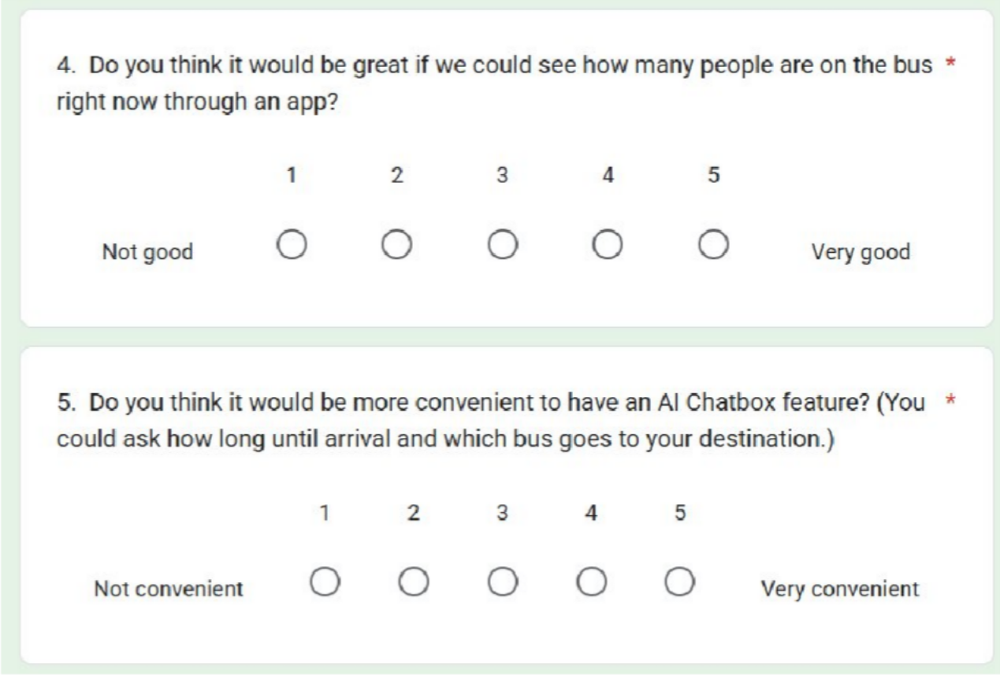 4. Do you think it would be great if we could see how many people are on the bus *
right now through an app?
1 2 3 4 5
Not good Very good
5. Do you think it would be more convenient to have an AI Chatbox feature? (You *
could ask how long until arrival and which bus goes to your destination.)
1 2 3 4 5
Not convenient Very convenient